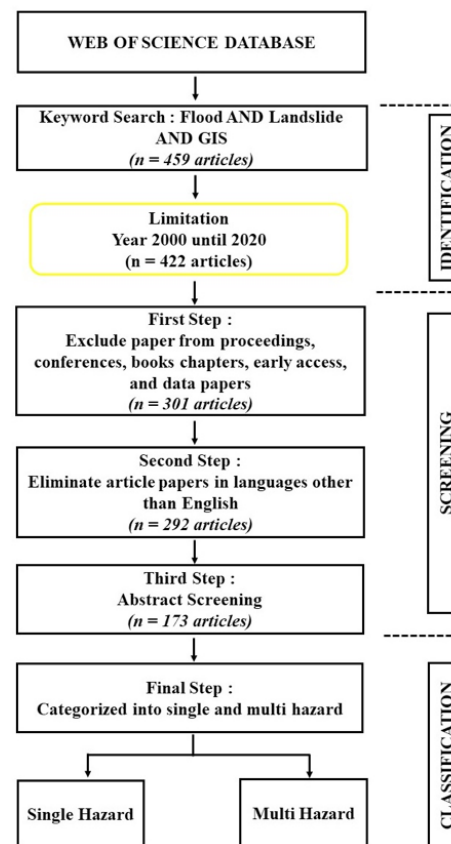 WEB OF SCIENCE DATABASE
Keyword Search : Flood AND Landslide
AND GIS
(n = 459 articles)
IDENTIFICATION
Limitation
Year 2000 until 2020
(n = 422 articles)
First Step :
Exclude paper from proceedings,
conferences, books chapters, early access,
and data papers
(n = 301 articles)
SCREENING
Second Step :
Eliminate article papers in languages other
than English
(n = 292 articles)
Third Step :
Abstract Screening
(n = 173 articles)
Final Step :
Categorized into single and multi hazard
CLASSIFICATION
Single Hazard
Multi Hazard